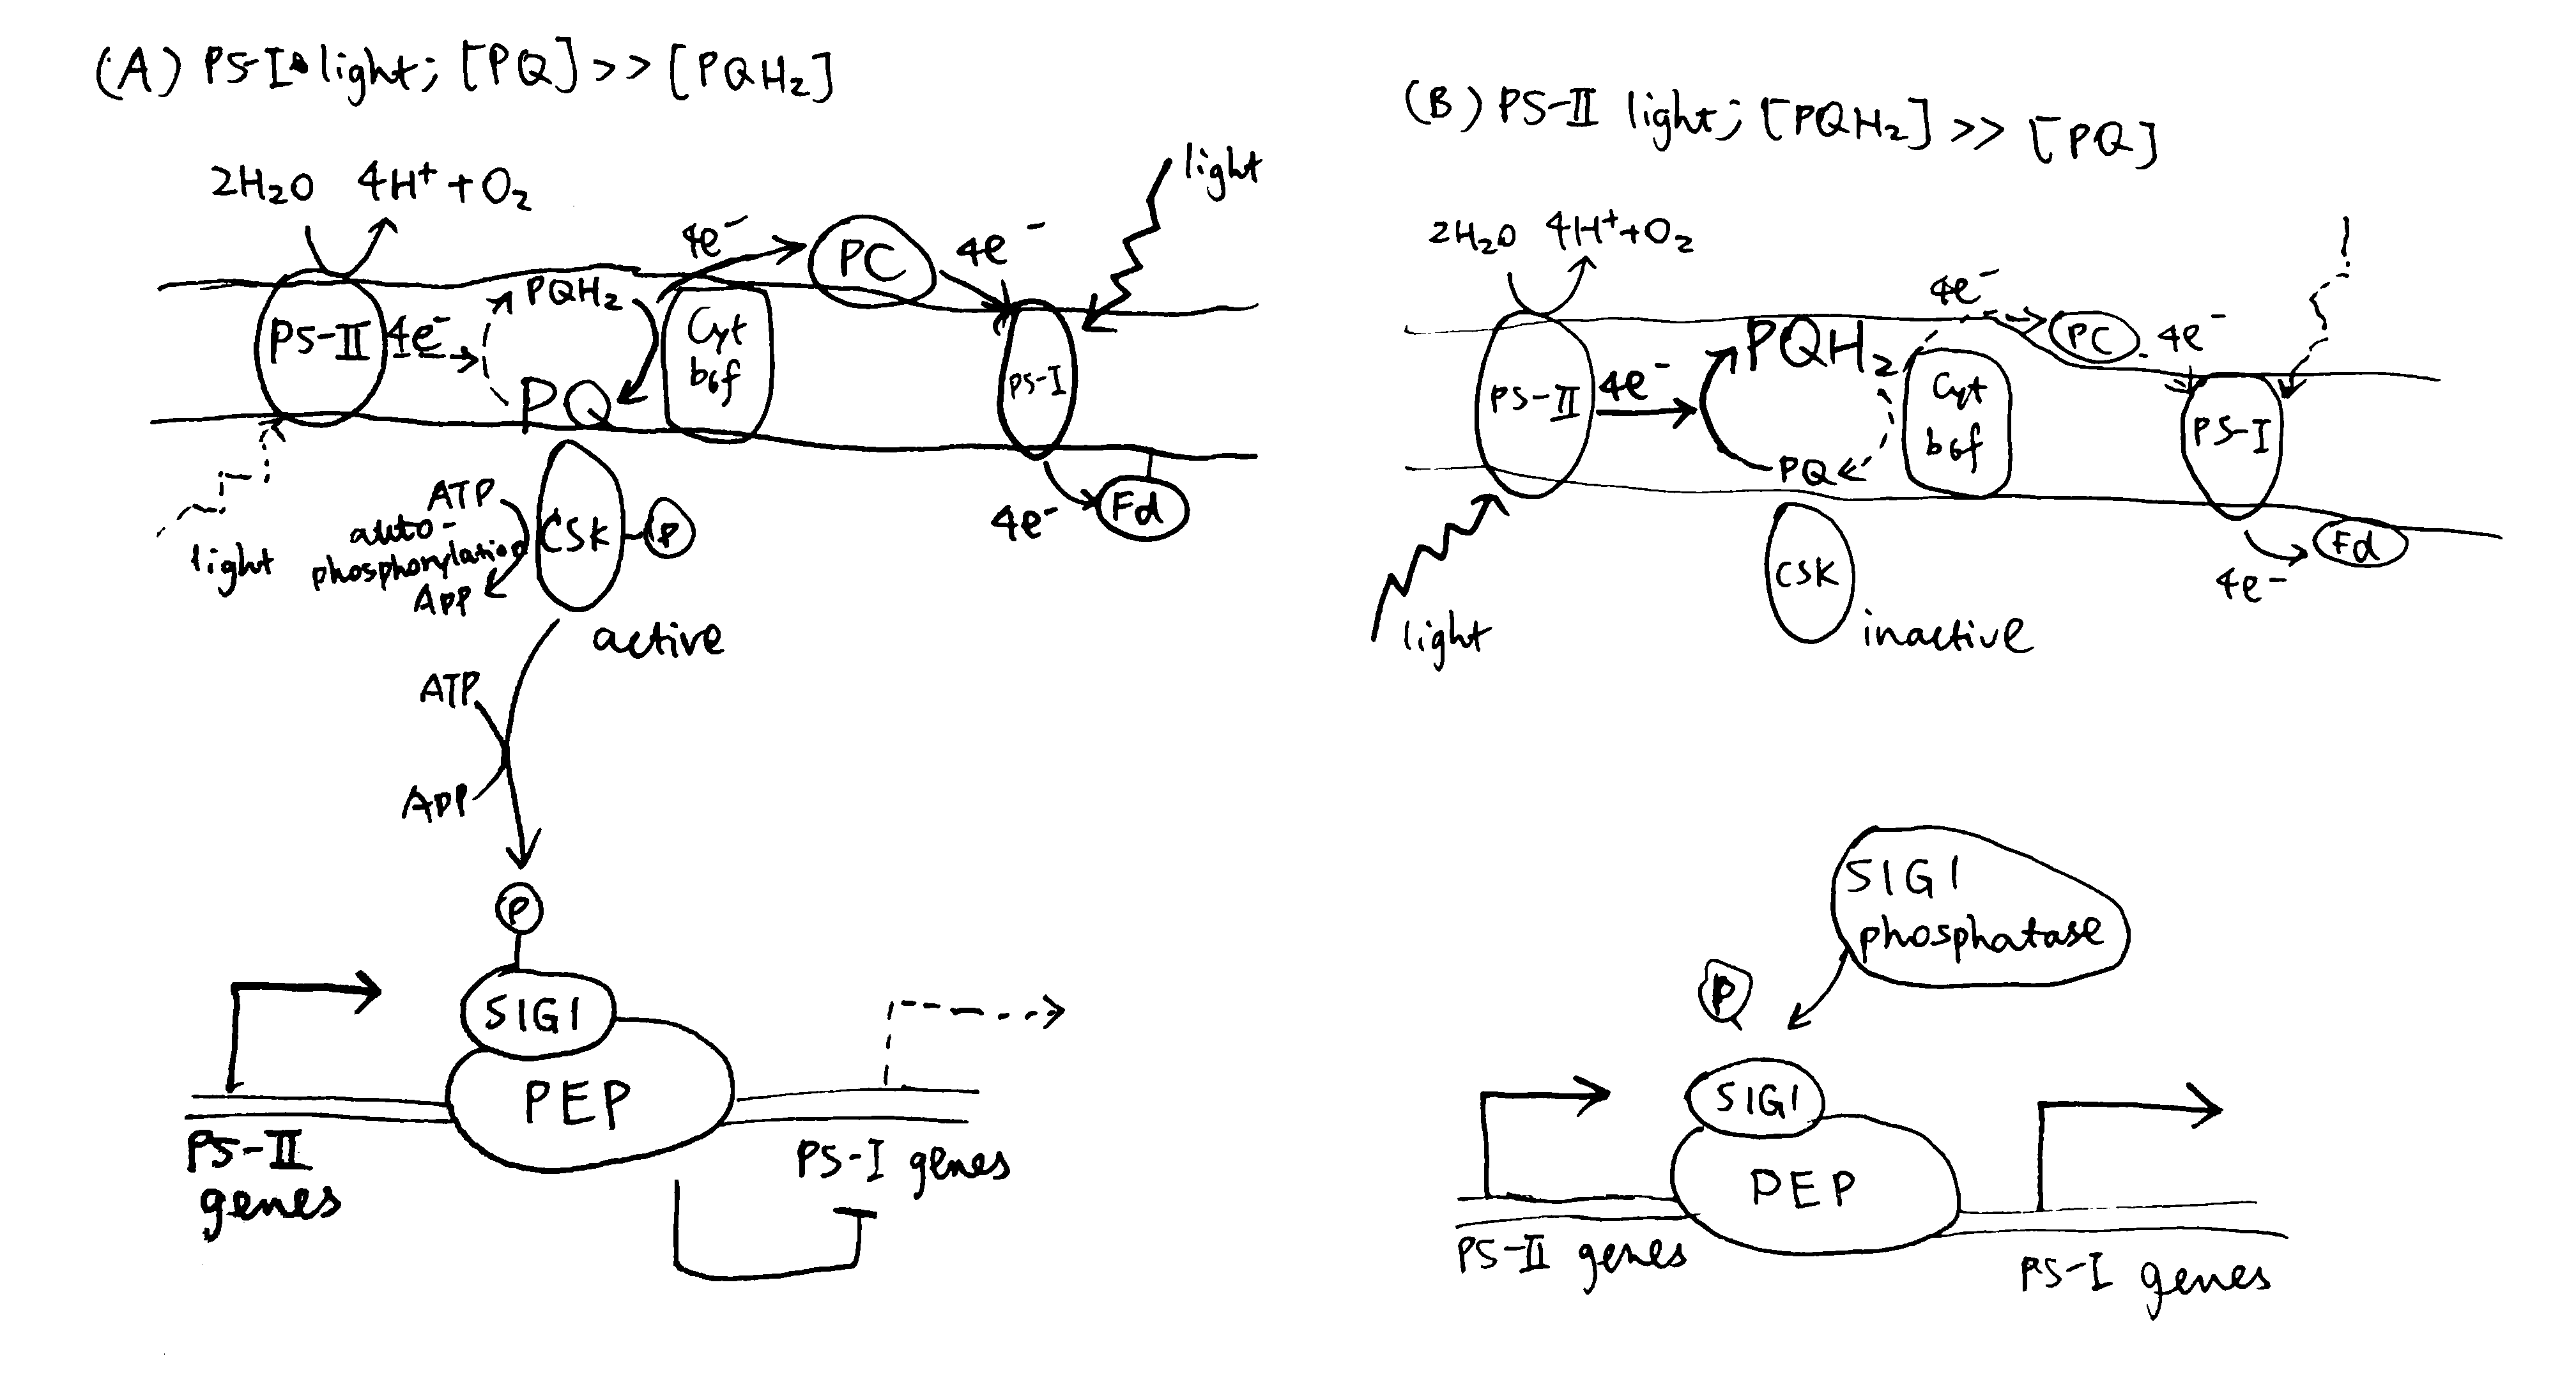 (A) PS-I light; [PQ]>>[PQH₂]
2H₂O 4H⁺+O₂
light
4e⁻
PC
4e⁻
PS-II
4e⁻
PQH₂
PQ
Cyt
b6f
PS-I
light
ATP
auto-
phosphorylation
ADP
CSK
P
active
4e⁻
Fd
ATP
ADP
P
SIG1
PEP
PS-II
genes
PS-I genes
(B) PS-II light; [PQH₂]>>[PQ]
2H₂O 4H⁺+O₂
4e⁻
PC
4e⁻
PS-II
4e⁻
PQH₂
PQ
Cyt
b6f
PS-I
light
CSK
inactive
4e⁻
Fd
SIG1
phosphatase
P
SIG1
PEP
PS-II genes
PS-I genes